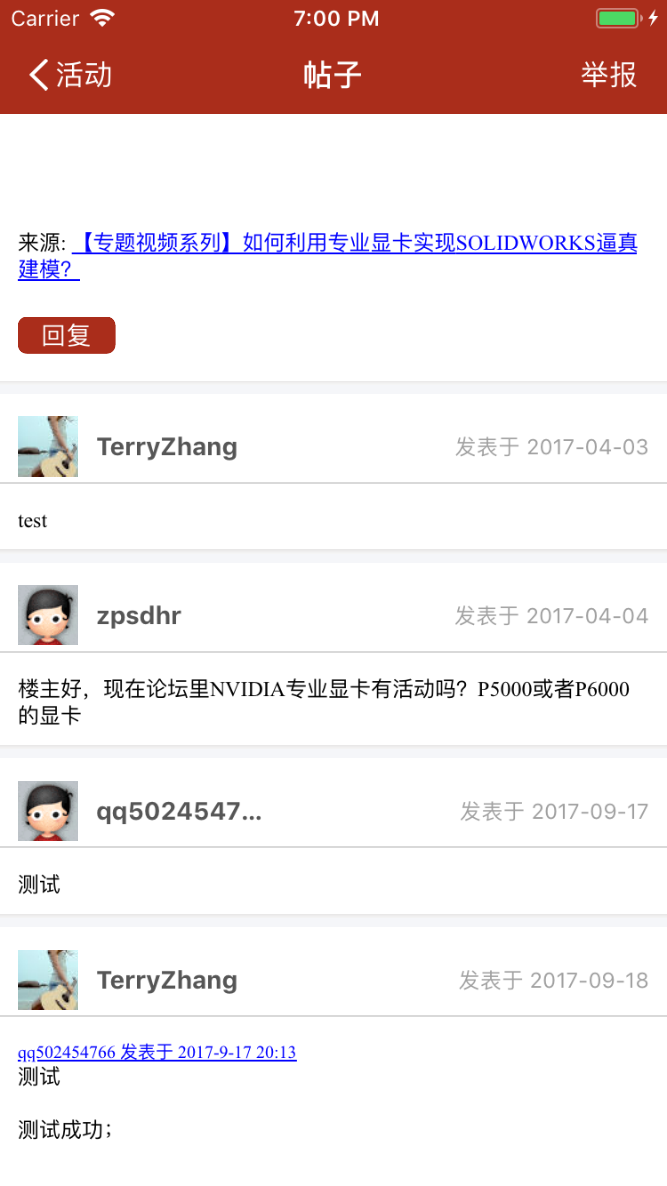 Carrier 7:00 PM
活动 帖子 举报
来源: 【专题视频系列】如何利用专业显卡实现SOLIDWORKS逼真
建模？
回复
TerryZhang 发表于 2017-04-03
test
zpsdhr 发表于 2017-04-04
楼主好，现在论坛里NVIDIA专业显卡有活动吗？P5000或者P6000
的显卡
qq5024547... 发表于 2017-09-17
测试
TerryZhang 发表于 2017-09-18
qq502454766 发表于 2017-9-17 20:13
测试
测试成功；